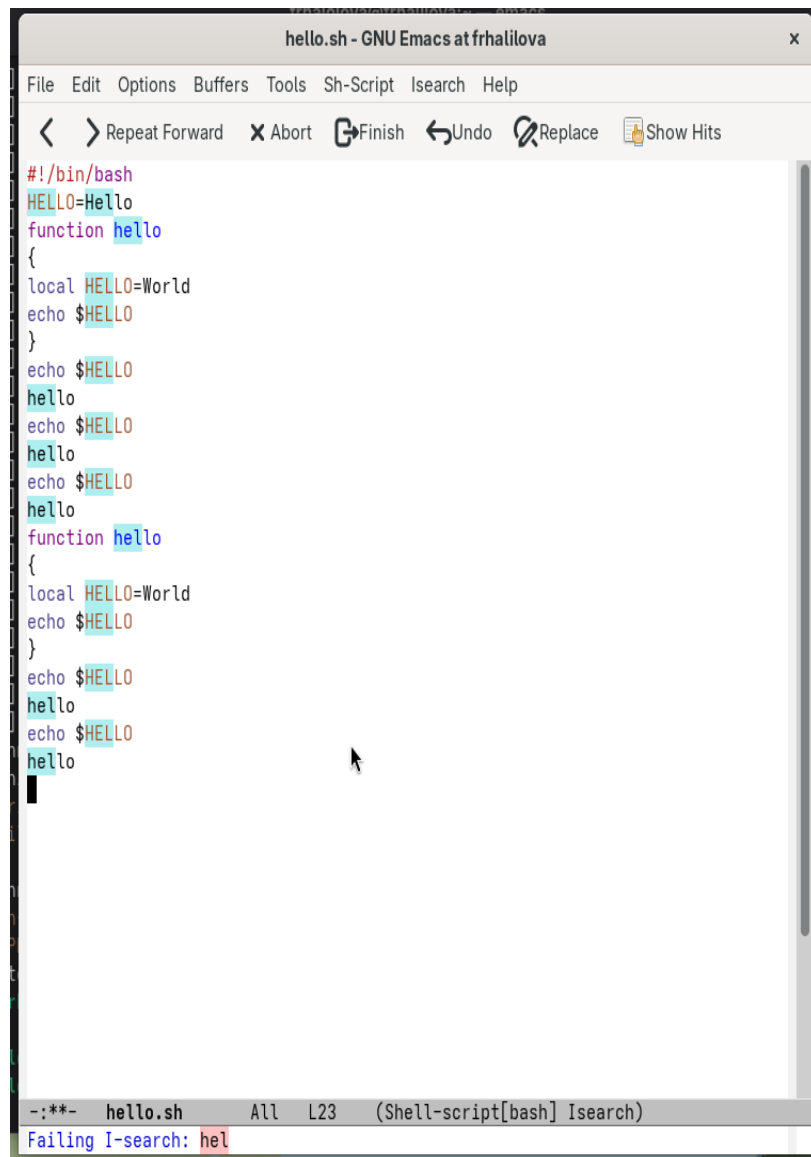 hello.sh - GNU Emacs at frhalilova
File Edit Options Buffers Tools Sh-Script Isearch Help
Repeat Forward Abort Finish Undo Replace Show Hits
#!/bin/bash
HELLO=Hello
function hello
{
local HELLO=World
echo $HELLO
}
echo $HELLO
hello
echo $HELLO
hello
echo $HELLO
hello
function hello
{
local HELLO=World
echo $HELLO
}
echo $HELLO
hello
echo $HELLO
hello
-:**- hello.sh All L23 (Shell-script[bash] Isearch)
Failing I-search: hel